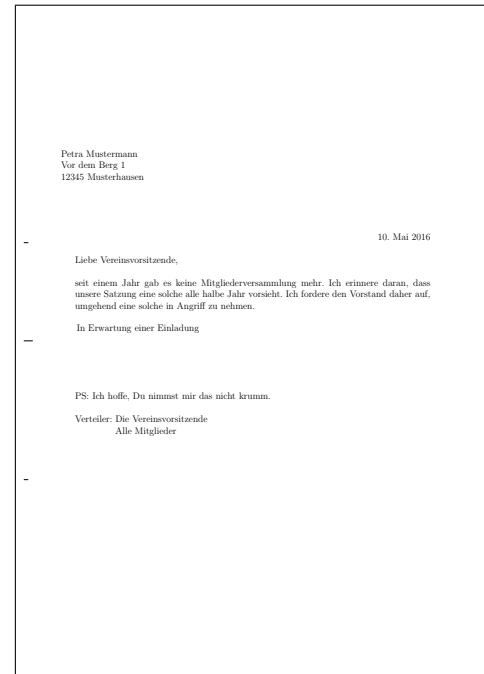 Petra Mustermann
Vor dem Berg 1
12345 Musterhausen
10. Mai 2016
Liebe Vereinsvorsitzende,
seit einem Jahr gab es keine Mitgliederversammlung mehr. Ich erinnere daran, dass
unsere Satzung eine solche alle halbe Jahr vorsieht. Ich fordere den Vorstand daher auf,
umgehend eine solche in Angriff zu nehmen.
In Erwartung einer Einladung
PS: Ich hoffe, Du nimmst mir das nicht krumm.
Verteiler: Die Vereinsvorsitzende
Alle Mitglieder